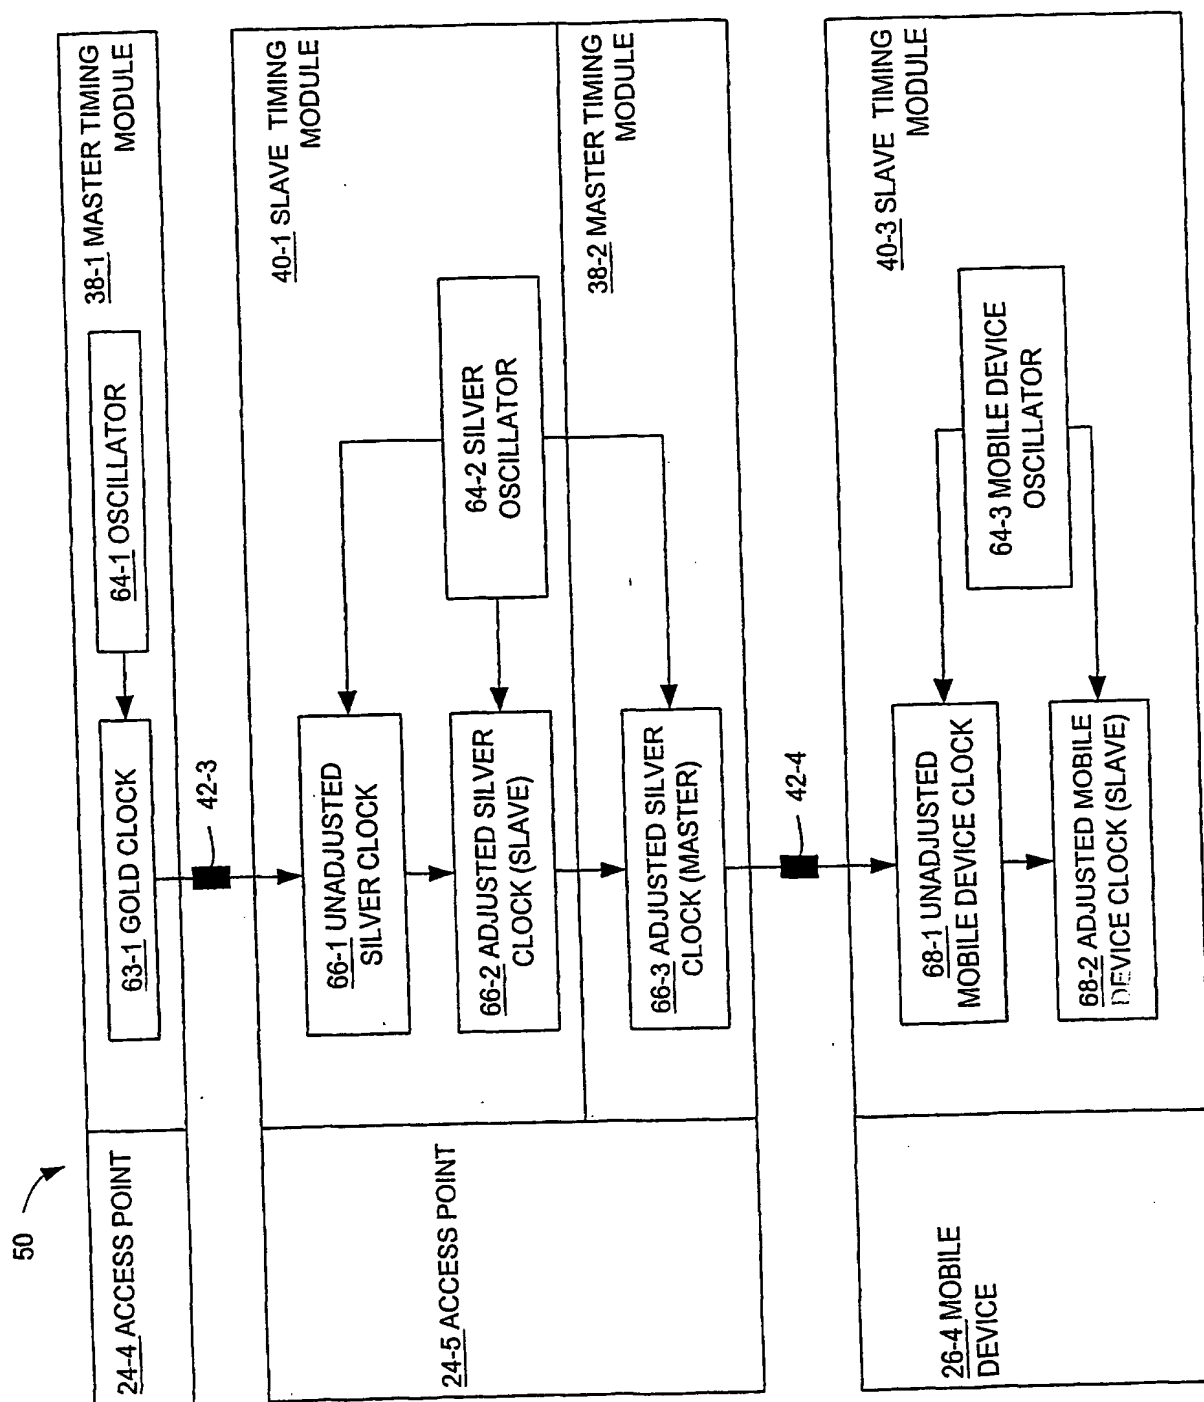 50
24-4 ACCESS POINT
63-1 GOLD CLOCK
64-1 OSCILLATOR
38-1 MASTER TIMING
MODULE
42-3
24-5 ACCESS POINT
40-1 SLAVE TIMING
MODULE
66-1 UNADJUSTED
SILVER CLOCK
66-2 ADJUSTED SILVER
CLOCK (SLAVE)
64-2 SILVER
OSCILLATOR
38-2 MASTER TIMING
MODULE
66-3 ADJUSTED SILVER
CLOCK (MASTER)
42-4
26-4 MOBILE
DEVICE
40-3 SLAVE TIMING
MODULE
68-1 UNADJUSTED
MOBILE DEVICE CLOCK
64-3 MOBILE DEVICE
OSCILLATOR
68-2 ADJUSTED MOBILE
DEVICE CLOCK (SLAVE)